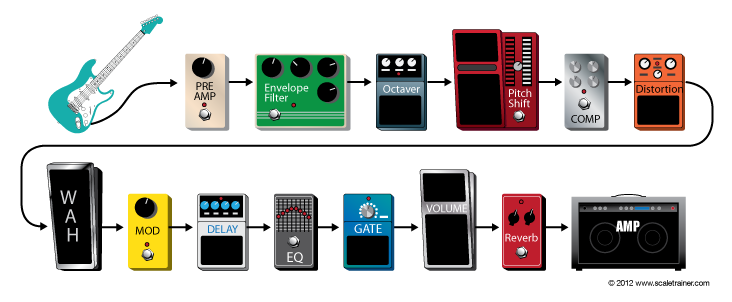 PRE
AMP
Envelope
Filter
Octaver
Pitch
Shift
COMP
Distortion
WAH
MOD
DELAY
EQ
GATE
VOLUME
Reverb
AMP
© 2012 www.scaletrainer.com